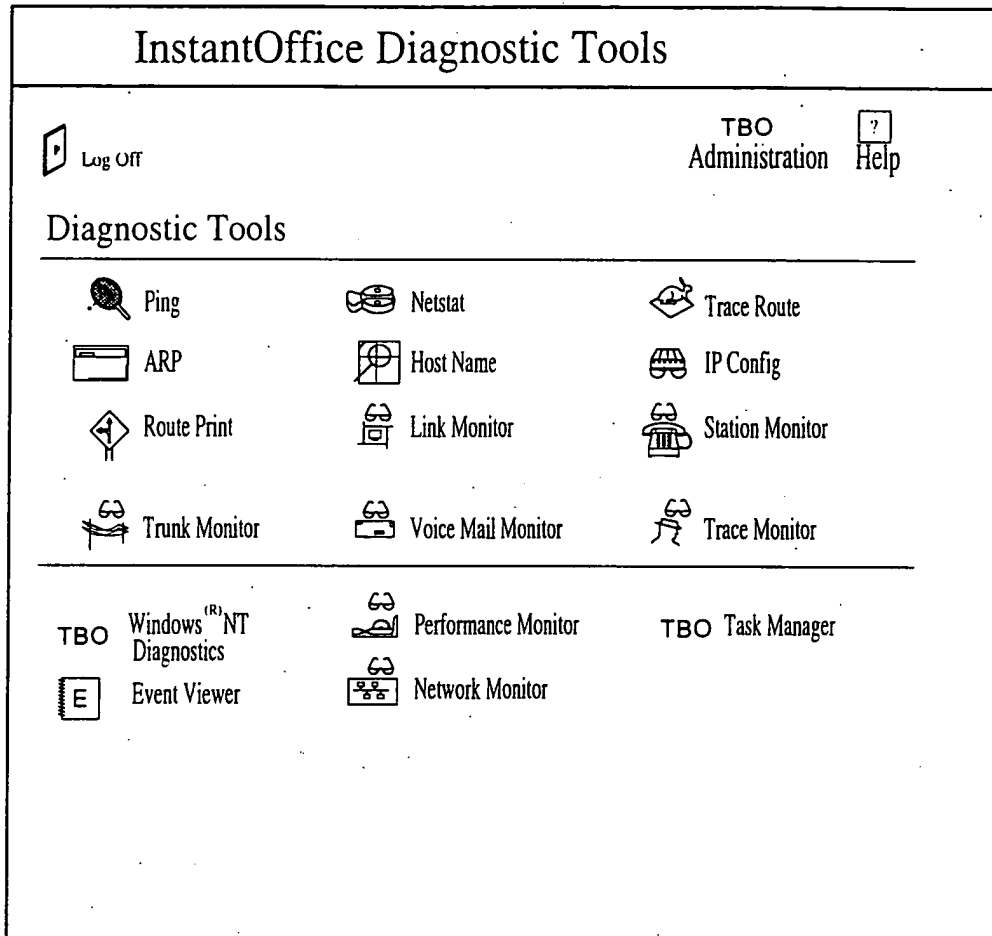 InstantOffice Diagnostic Tools
Log Off
TBO
Administration
?
Help
Diagnostic Tools
Ping
Netstat
Trace Route
ARP
Host Name
IP Config
Route Print
Link Monitor
Station Monitor
Trunk Monitor
Voice Mail Monitor
Trace Monitor
TBO Windows(R)NT
Diagnostics
Performance Monitor
TBO Task Manager
E Event Viewer
Network Monitor